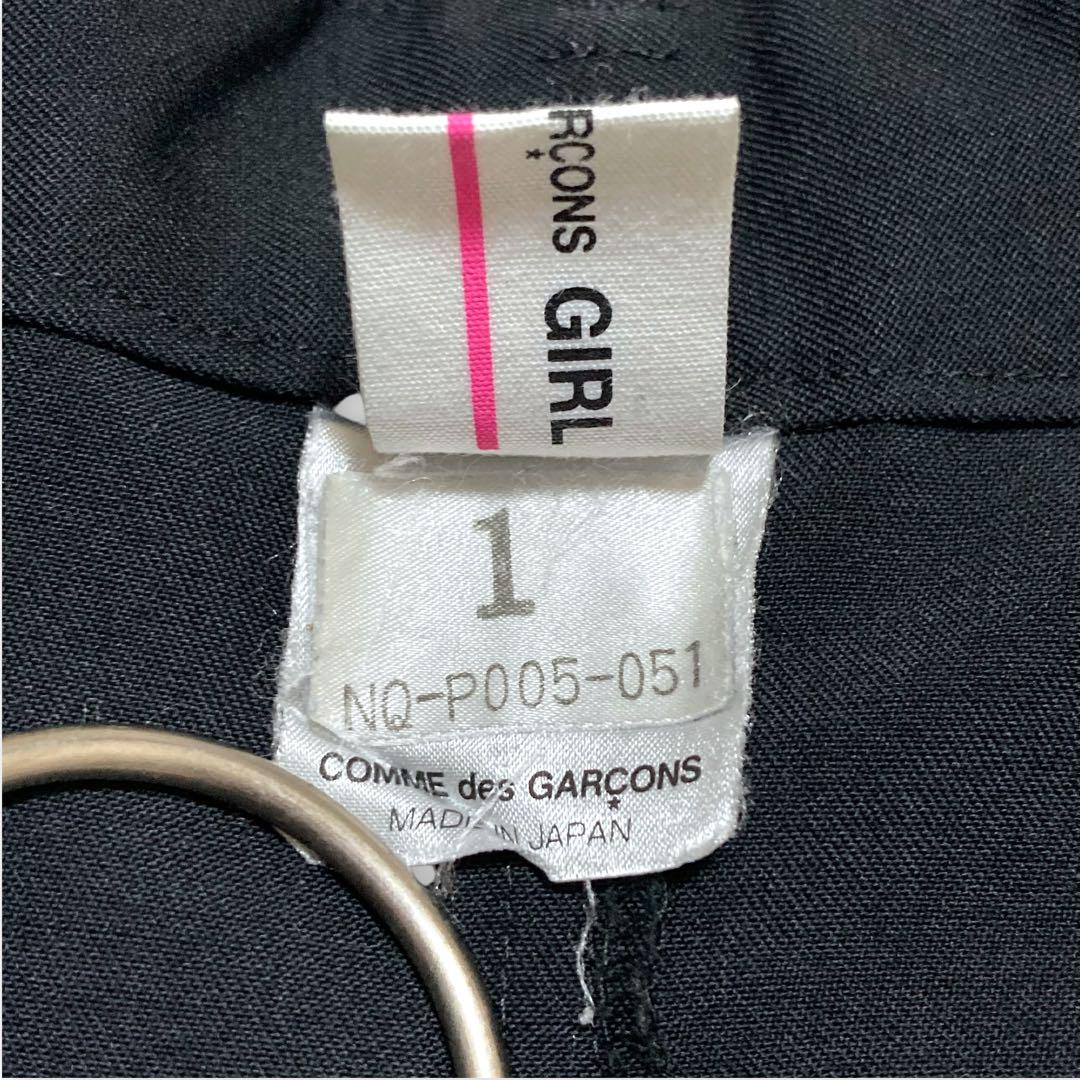 RÇONS GIRL
1
NQ-P005-051
COMME des GARÇONS
MADE IN JAPAN